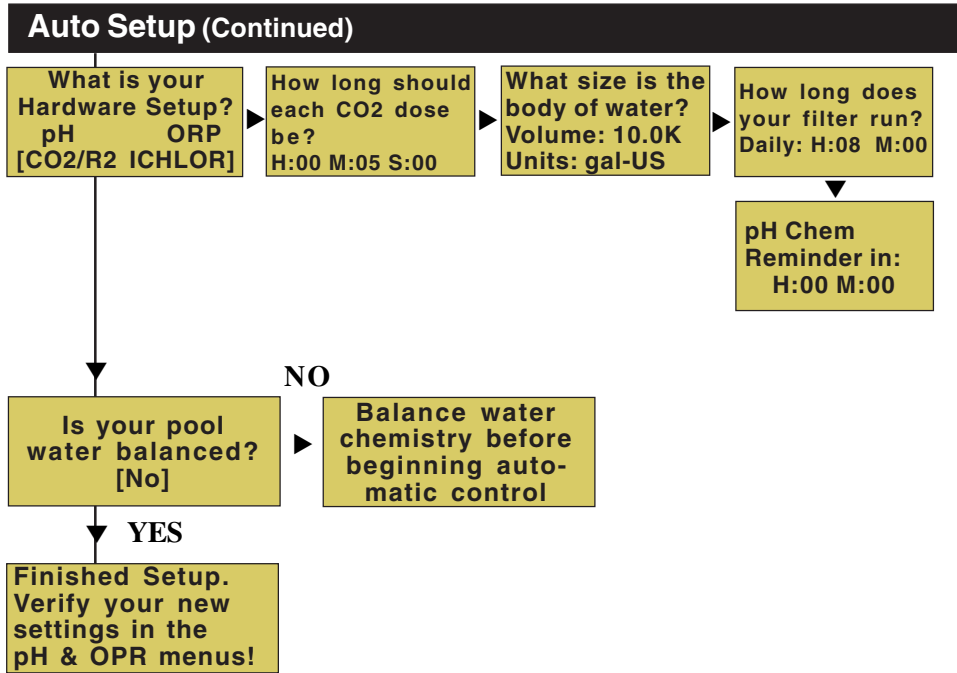 Auto Setup (Continued)
What is your
Hardware Setup?
pH ORP
[CO2/R2 ICHLOR]
How long should
each CO2 dose
be?
H:00 M:05 S:00
What size is the
body of water?
Volume: 10.0K
Units: gal-US
How long does
your filter run?
Daily: H:08 M:00
pH Chem
Reminder in:
H:00 M:00
Is your pool
water balanced?
[No]
NO
Balance water
chemistry before
beginning auto-
matic control
YES
Finished Setup.
Verify your new
settings in the
pH & OPR menus!